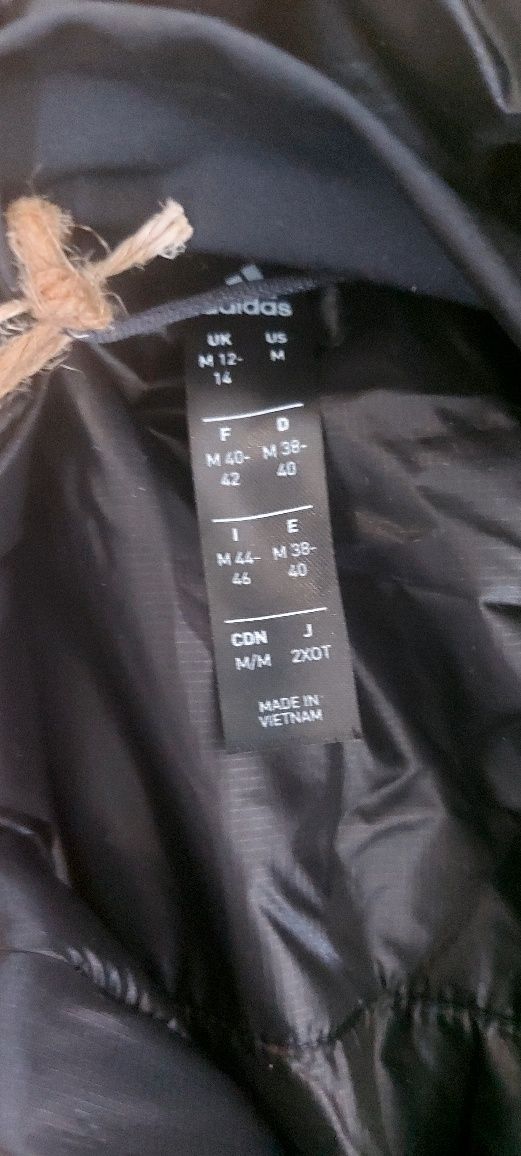 adidas
UK US
M 12- M
14
F D
M 40- M 38-
42 40
I E
M 44- M 38-
46 40
CDN J
M/M 2XOT
MADE IN
VIETNAM